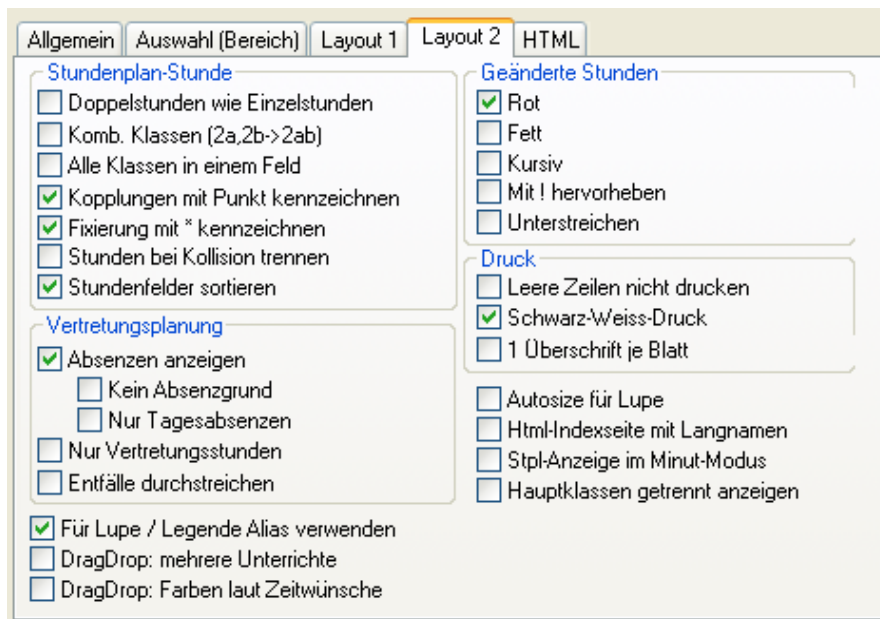 Allgemein
Auswahl (Bereich)
Layout 1
Layout 2
HTML
Stundenplan-Stunde
Doppelstunden wie Einzelstunden
Komb. Klassen (2a,2b->2ab)
Alle Klassen in einem Feld
Kopplungen mit Punkt kennzeichnen
Fixierung mit * kennzeichnen
Stunden bei Kollision trennen
Stundenfelder sortieren
Vertretungsplanung
Absenzen anzeigen
Kein Absenzgrund
Nur Tagesabsenzen
Nur Vertretungsstunden
Entfälle durchstreichen
Für Lupe / Legende Alias verwenden
DragDrop: mehrere Unterrichte
DragDrop: Farben laut Zeitwünsche
Geänderte Stunden
Rot
Fett
Kursiv
Mit ! hervorheben
Unterstreichen
Druck
Leere Zeilen nicht drucken
Schwarz-Weiss-Druck
1 Überschrift je Blatt
Autosize für Lupe
Html-Indexseite mit Langnamen
Stpl-Anzeige im Minut-Modus
Hauptklassen getrennt anzeigen